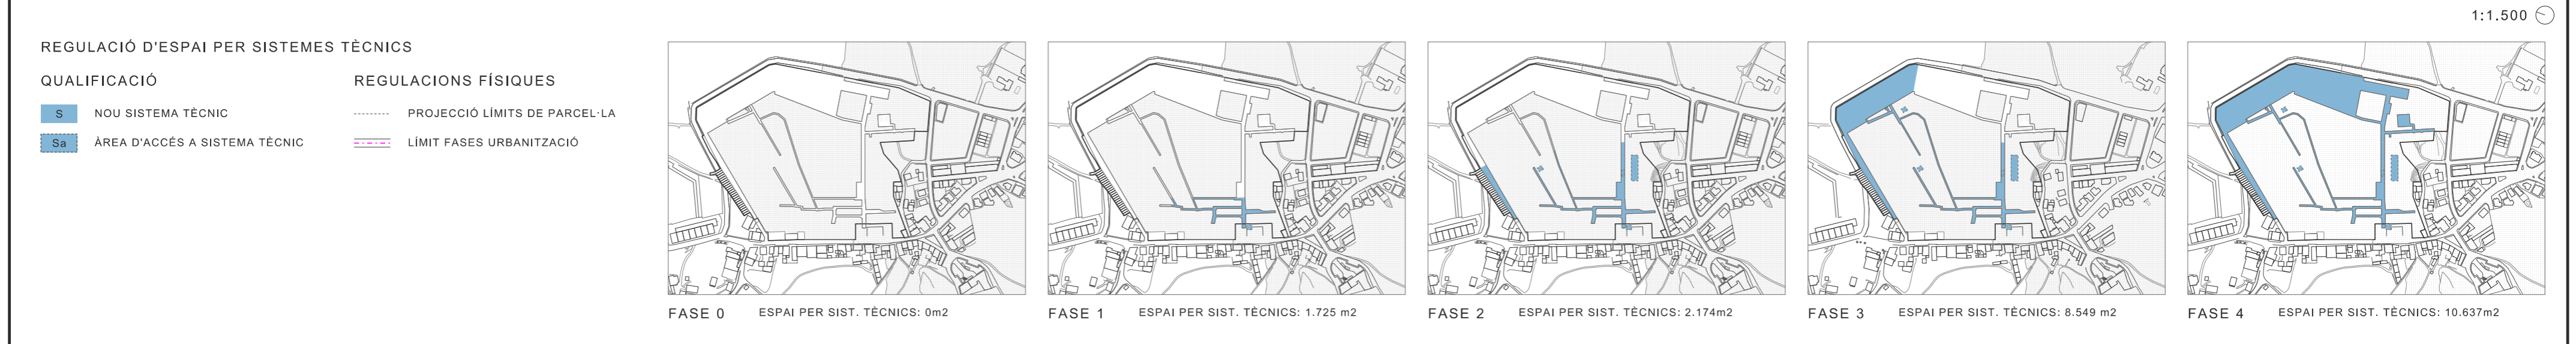 1:1.500
REGULACIÓ D'ESPAI PER SISTEMES TÈCNICS
QUALIFICACIÓ
S NOU SISTEMA TÈCNIC
Sa ÀREA D'ACCÉS A SISTEMA TÈCNIC
REGULACIONS FÍSIQUES
PROJECCIÓ LÍMITS DE PARCEL·LA
LÍMIT FASES URBANITZACIÓ
FASE 0 ESPAI PER SIST. TÈCNICS: 0m2
FASE 1 ESPAI PER SIST. TÈCNICS: 1.725 m2
FASE 2 ESPAI PER SIST. TÈCNICS: 2.174m2
FASE 3 ESPAI PER SIST. TÈCNICS: 8.549 m2
FASE 4 ESPAI PER SIST. TÈCNICS: 10.637m2